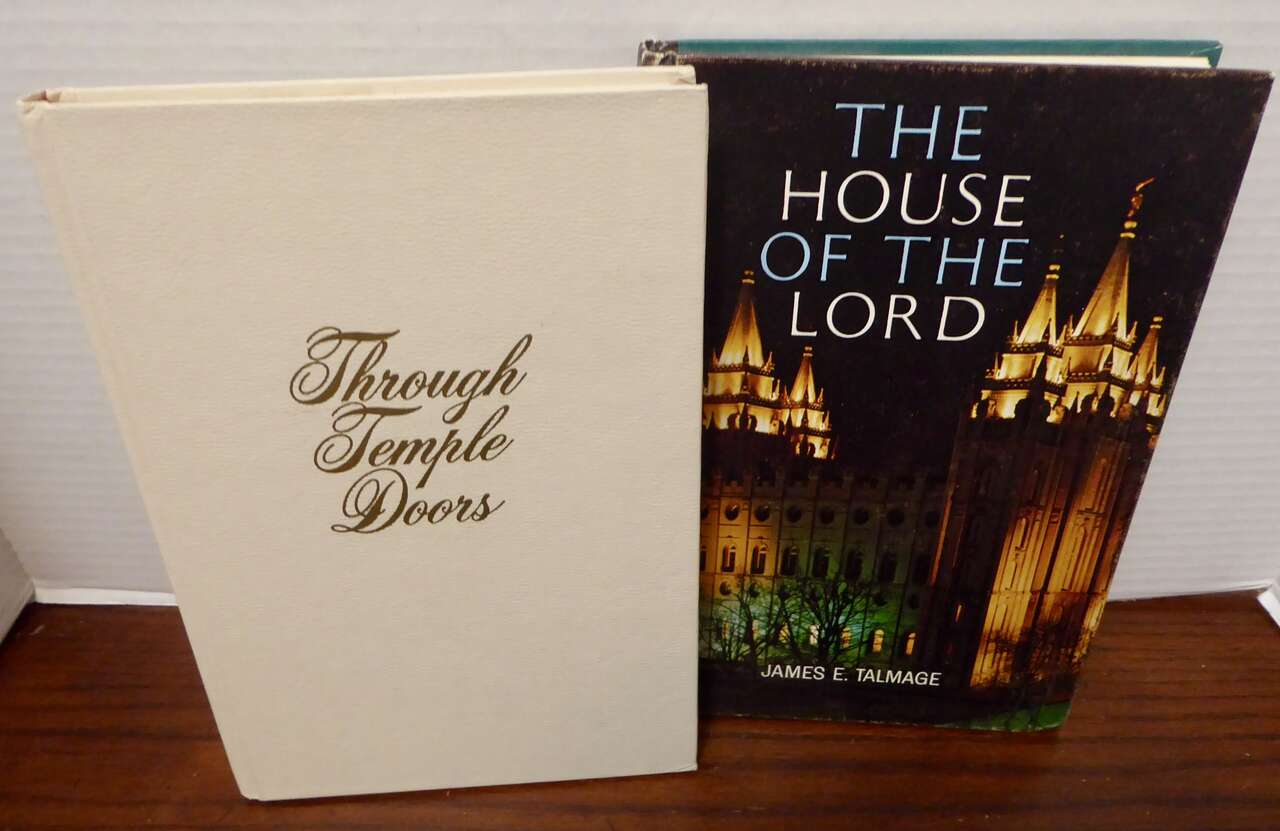 Through
Temple
Doors
THE
HOUSE
OF THE
LORD
JAMES E. TALMAGE